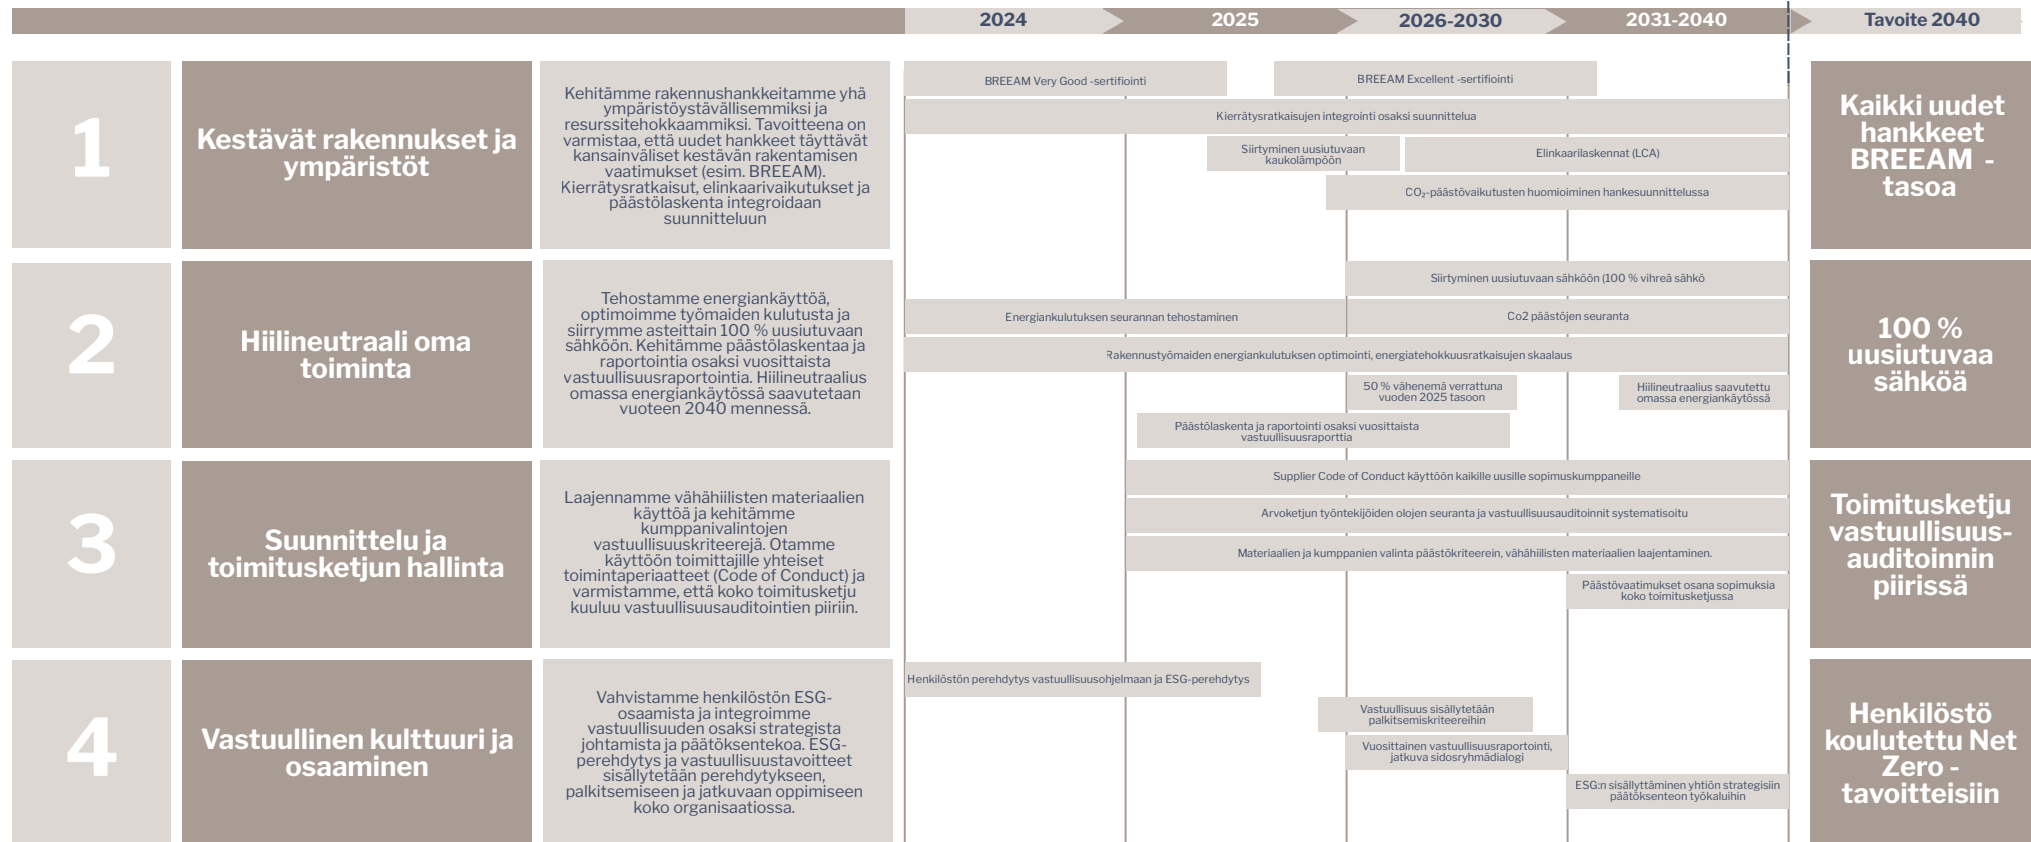 2024
2025
2026-2030
2031-2040
Tavoite 2040
1
Kestävät rakennukset ja
ympäristöt
Kehitämme rakennushankkeitamme yhä
ympäristöystävällisemmiksi ja
resurssitehokkaammiksi. Tavoitteena on
varmistaa, että uudet hankkeet täyttävät
kansainväliset kestävän rakentamisen
vaatimukset (esim. BREEAM).
Kierrätysratkaisut, elinkaarivaikutukset ja
päästölaskenta integroidaan
suunnitteluun
BREEAM Very Good -sertifiointi
BREEAM Excellent -sertifiointi
Kierrätysratkaisujen integrointi osaksi suunnittelua
Siirtyminen uusiutuvaan
kaukolämpöön
Elinkaarilaskennat (LCA)
CO₂-päästövaikutusten huomioiminen hankesuunnittelussa
Kaikki uudet
hankkeet
BREEAM -
tasoa
2
Hiilineutraali oma
toiminta
Tehostamme energiankäyttöä,
optimoimme työmaiden kulutusta ja
siirrymme asteittain 100 % uusiutuvaan
sähköön. Kehitämme päästölaskentaa ja
raportointia osaksi vuosittaista
vastuullisuusraportointia. Hiilineutraalius
omassa energiankäytössä saavutetaan
vuoteen 2040 mennessä.
Siirtyminen uusiutuvaan sähköön (100 % vihreä sähkö
Energiankulutuksen seurannan tehostaminen
Co2 päästöjen seuranta
Rakennustyömaiden energiankulutuksen optimointi, energiatehokkuusratkaisujen skaalaus
50 % vähenemä verrattuna
vuoden 2025 tasoon
Hiilineutraalius saavutettu
omassa energiankäytössä
Päästölaskenta ja raportointi osaksi vuosittaista
vastuullisuusraporttia
100 %
uusiutuvaa
sähköä
3
Suunnittelu ja
toimitusketjun hallinta
Laajennamme vähähiilisten materiaalien
käyttöä ja kehitämme
kumppanivalintojen
vastuullisuuskriteerejä. Otamme
käyttöön toimittajille yhteiset
toimintaperiaatteet (Code of Conduct) ja
varmistamme, että koko toimitusketju
kuuluu vastuullisuusauditointien piiriin.
Supplier Code of Conduct käyttöön kaikille uusille sopimuskumppaneille
Arvoketjun työntekijöiden olojen seuranta ja vastuullisuusauditoinnit systematisoitu
Materiaalien ja kumppanien valinta päästökriteerein, vähähiilisten materiaalien laajentaminen.
Päästövaatimukset osana sopimuksia
koko toimitusketjussa
Toimitusketju
vastuullisuus-
auditoinnin
piirissä
4
Vastuullinen kulttuuri ja
osaaminen
Vahvistamme henkilöstön ESG-
osaamista ja integroimme
vastuullisuuden osaksi strategista
johtamista ja päätöksentekoa. ESG-
perehdytys ja vastuullisuustavoitteet
sisällytetään perehdytykseen,
palkitsemiseen ja jatkuvaan oppimiseen
koko organisaatiossa.
Henkilöstön perehdytys vastuullisuusohjelmaan ja ESG-perehdytys
Vastuullisuus sisällytetään
palkitsemiskriteereihin
Vuosittainen vastuullisuusraportointi,
jatkuva sidosryhmädialogi
ESG:n sisällyttäminen yhtiön strategisiin
päätöksenteon työkaluihin
Henkilöstö
koulutettu Net
Zero -
tavoitteisiin